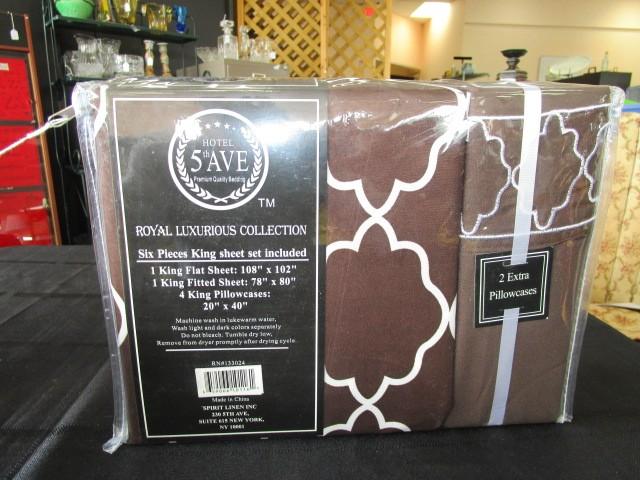 HOTEL
5th AVE
Premium Quality Bedding
TM
ROYAL LUXURIOUS COLLECTION
Six Pieces King sheet set included
1 King Flat Sheet: 108" x 102"
1 King Fitted Sheet: 78" x 80"
4 King Pillowcases:
20" x 40"
Machine wash in lukewarm water,
Wash light and dark colors separately
Do not bleach. Tumble dry low,
Remove from dryer promptly after drying cycle.
RN#133024
Made in China
SPIRIT LINEN INC
230 5TH AVE,
SUITE 615 NEW YORK,
NY 10001
2 Extra
Pillowcases